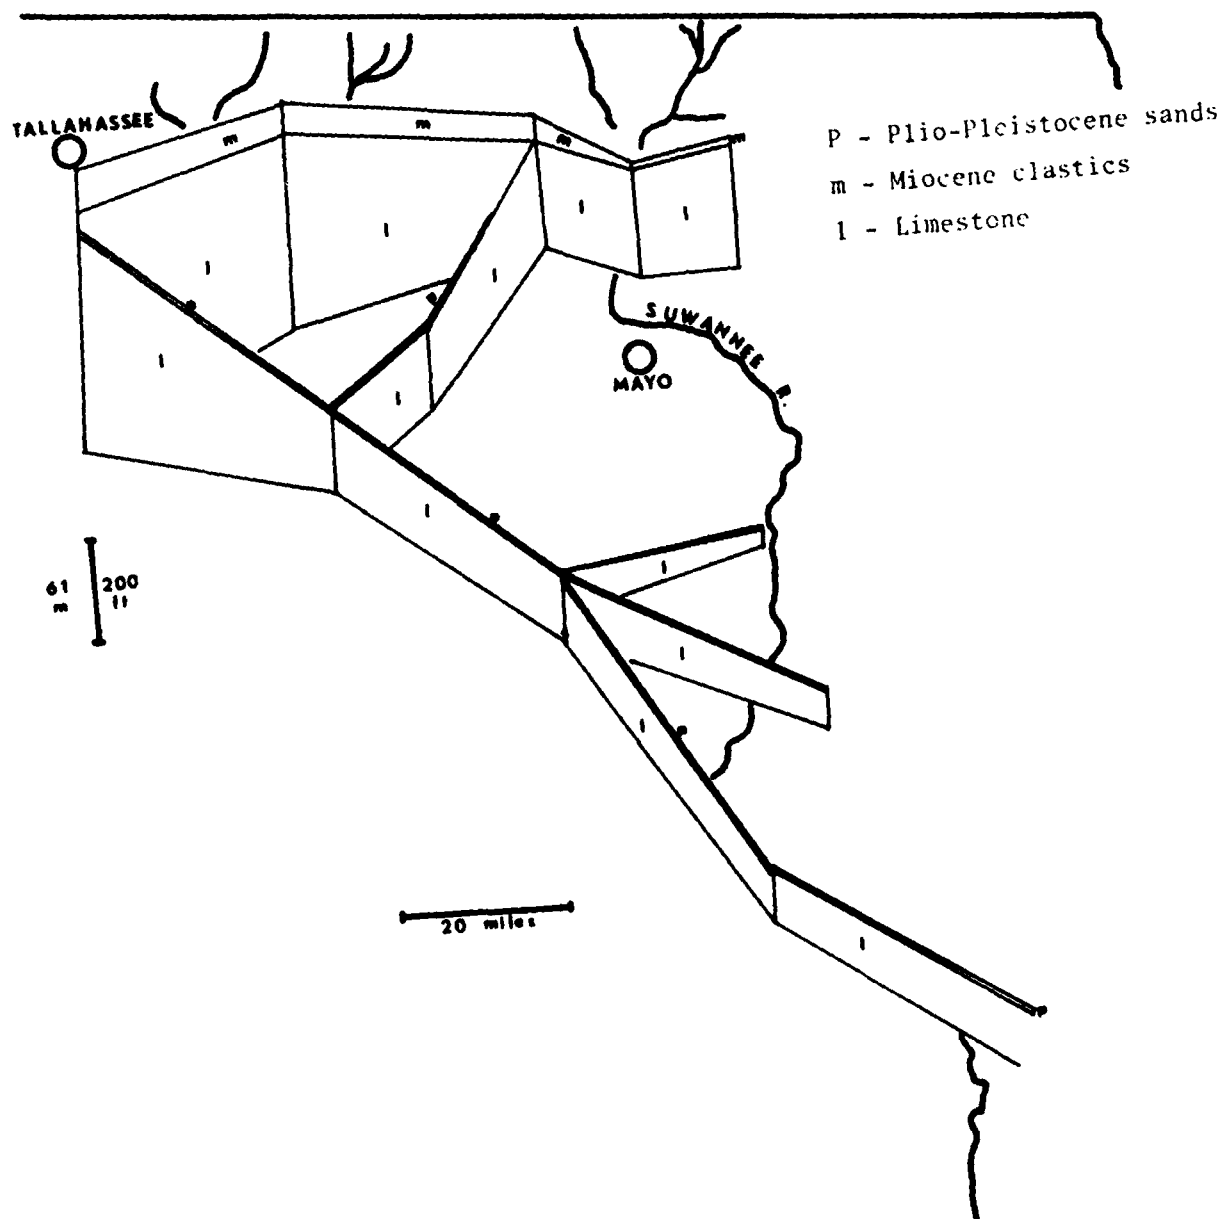 TALLAHASSEE
m
m
m
m
P - Plio-Pleistocene sands
m - Miocene clastics
l - Limestone
l
l
l
l
l
P
P
SUWANNEE R.
MAYO
l
l
l
P
61 m
200 ft
l
l
l
P
20 miles
l
P